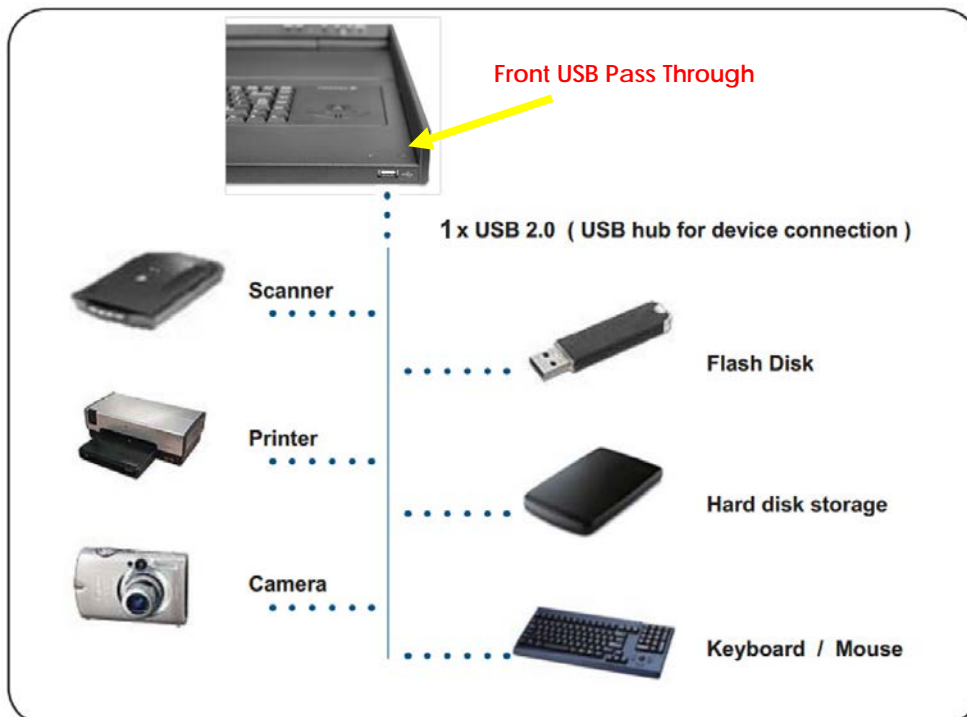 Front USB Pass Through
1 x USB 2.0 ( USB hub for device connection )
Scanner
Flash Disk
Printer
Hard disk storage
Camera
Keyboard / Mouse